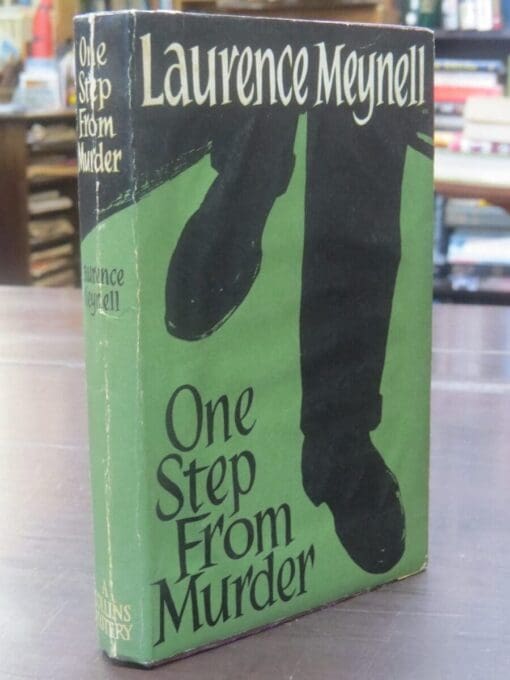 One
Step
From
Murder
Laurence
Meynell
A
COLLINS
MYSTERY
Laurence Meynell
One
Step
From
Murder